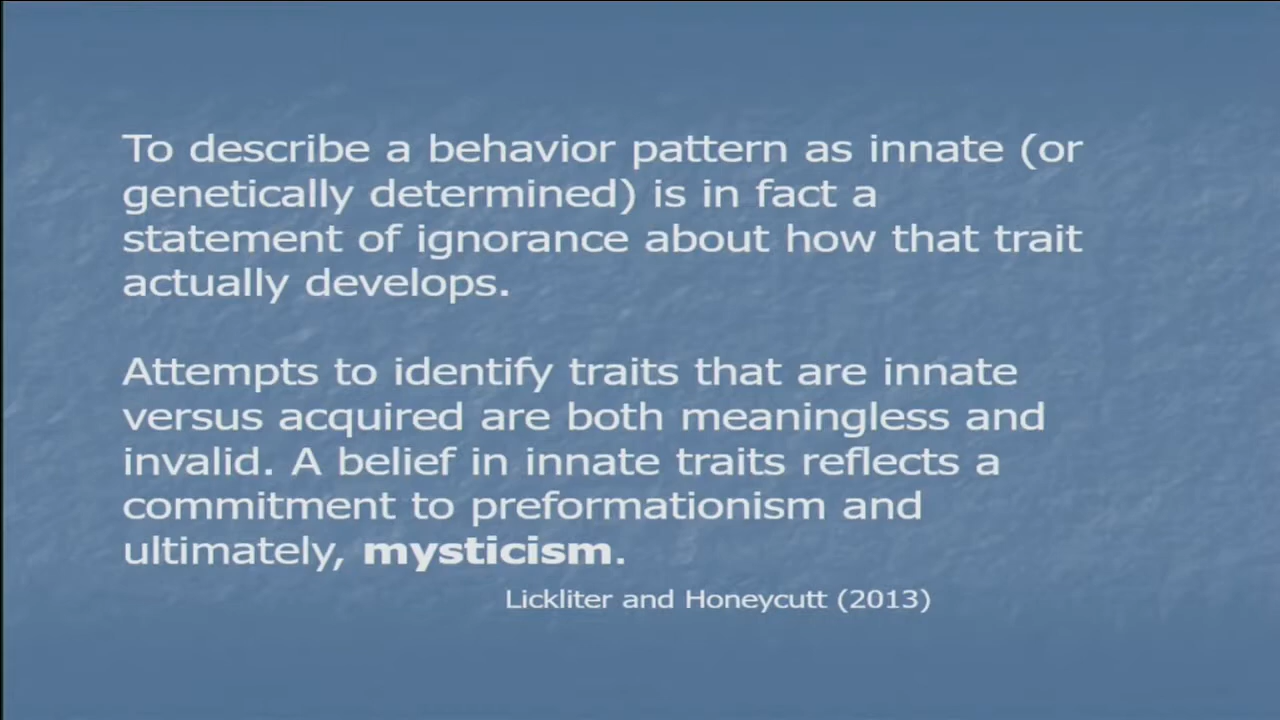 To describe a behavior pattern as innate (or
genetically determined) is in fact a
statement of ignorance about how that trait
actually develops.
Attempts to identify traits that are innate
versus acquired are both meaningless and
invalid. A belief in innate traits reflects a
commitment to preformationism and
ultimately, mysticism.
Lickliter and Honeycutt (2013)